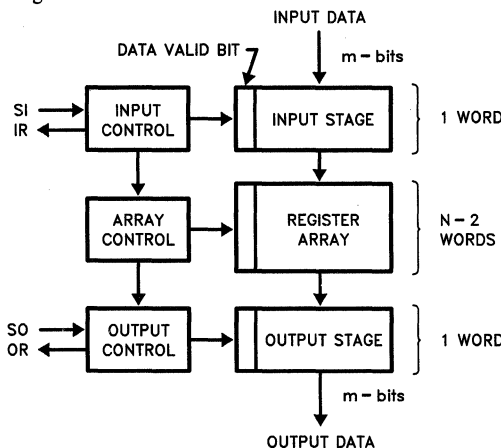 INPUT DATA
DATA VALID BIT
m – bits
SI
IR
INPUT
CONTROL
INPUT STAGE
1 WORD
ARRAY
CONTROL
REGISTER
ARRAY
N – 2
WORDS
SO
OR
OUTPUT
CONTROL
OUTPUT STAGE
1 WORD
m – bits
OUTPUT DATA